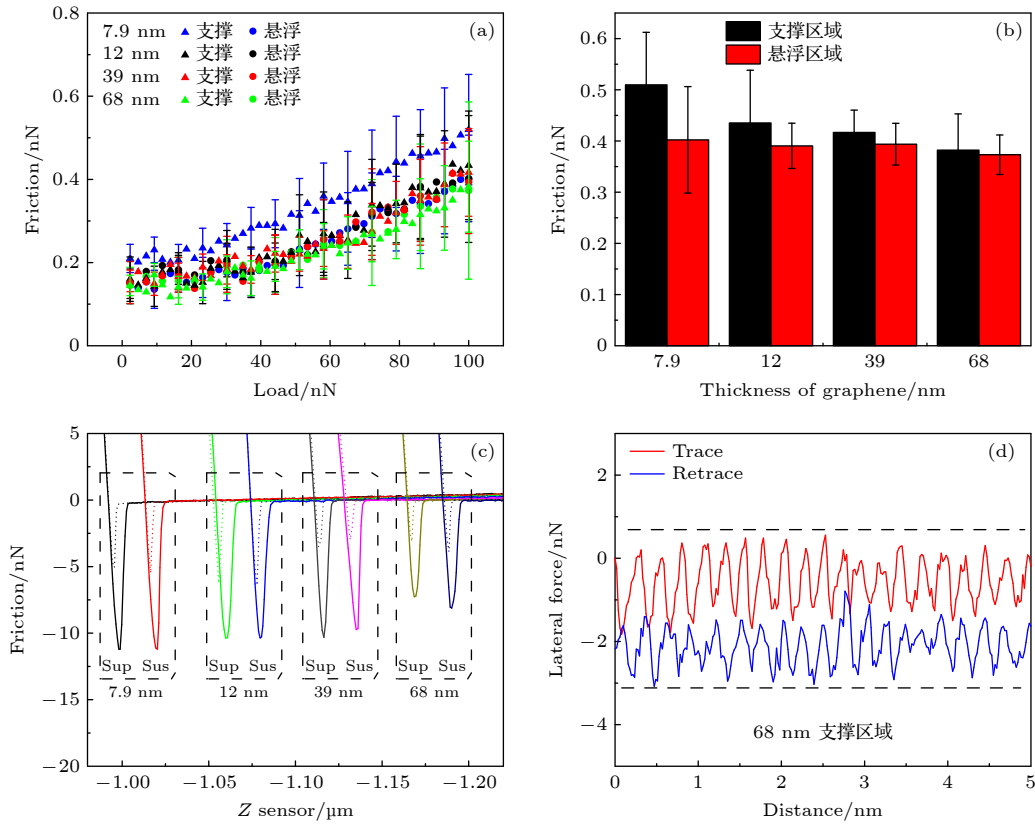 (a)
7.9 nm 支撑 悬浮
12 nm 支撑 悬浮
39 nm 支撑 悬浮
68 nm 支撑 悬浮
0.8
0.6
0.4
0.2
0
Friction/nN
0 20 40 60 80 100
Load/nN
(b)
支撑区域
悬浮区域
0.6
0.5
0.4
0.3
0.2
0.1
0
Friction/nN
7.9 12 39 68
Thickness of graphene/nm
(c)
5
0
−5
−10
−15
−20
Friction/nN
Sup Sus Sup Sus Sup Sus Sup Sus
7.9 nm 12 nm 39 nm 68 nm
−1.00 −1.05 −1.10 −1.15 −1.20
Z sensor/μm
(d)
Trace
Retrace
2
0
−2
−4
Lateral force/nN
68 nm 支撑区域
0 1 2 3 4 5
Distance/nm